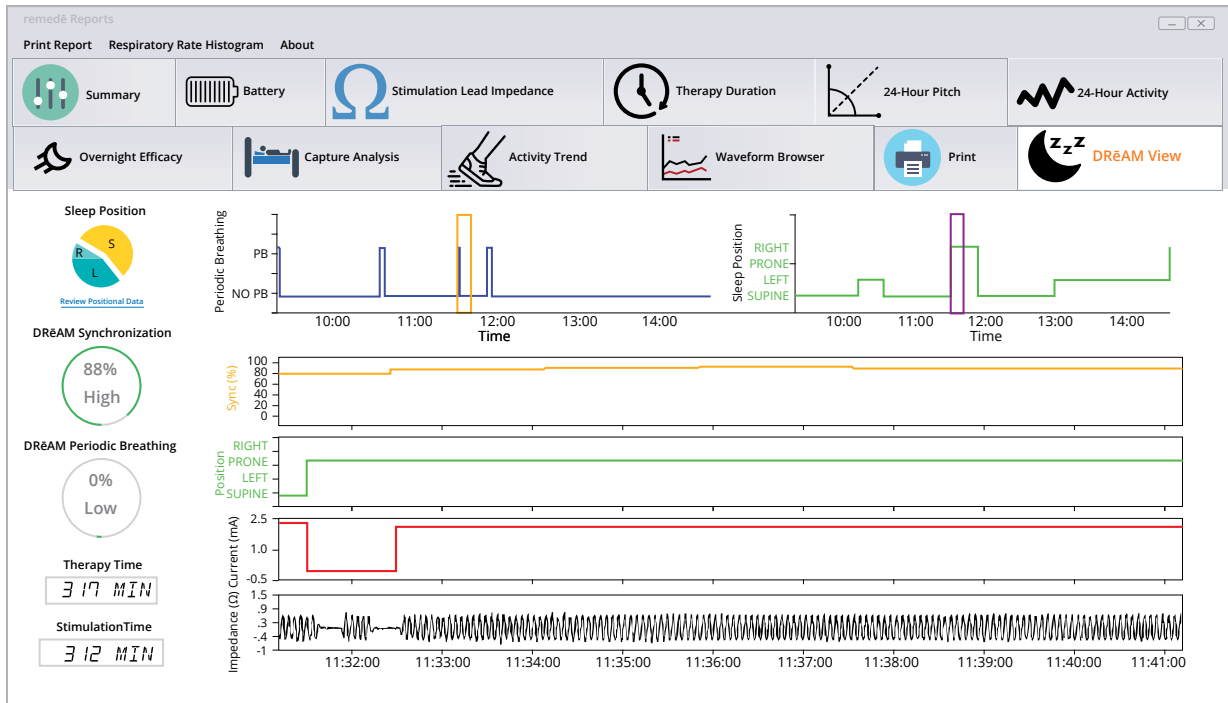 remedē Reports
Print Report Respiratory Rate Histogram About
Summary
Battery
Stimulation Lead Impedance
Therapy Duration
24-Hour Pitch
24-Hour Activity
Overnight Efficacy
Capture Analysis
Activity Trend
Waveform Browser
Print
zzZ
DRēAM View
Sleep Position
S
R
L
Review Positional Data
DRēAM Synchronization
88%
High
DRēAM Periodic Breathing
0%
Low
Therapy Time
317 MIN
StimulationTime
312 MIN
Periodic Breathing
PB
NO PB
10:00 11:00 12:00 13:00 14:00
Time
Sleep Position
RIGHT
PRONE
LEFT
SUPINE
10:00 11:00 12:00 13:00 14:00
Time
Sync (%)
100
80
60
40
20
0
Position
RIGHT
PRONE
LEFT
SUPINE
Current (mA)
2.5
1.0
-0.5
Impedance (Ω)
1.5
.9
.3
-.4
-1
11:32:00 11:33:00 11:34:00 11:35:00 11:36:00 11:37:00 11:38:00 11:39:00 11:40:00 11:41:00